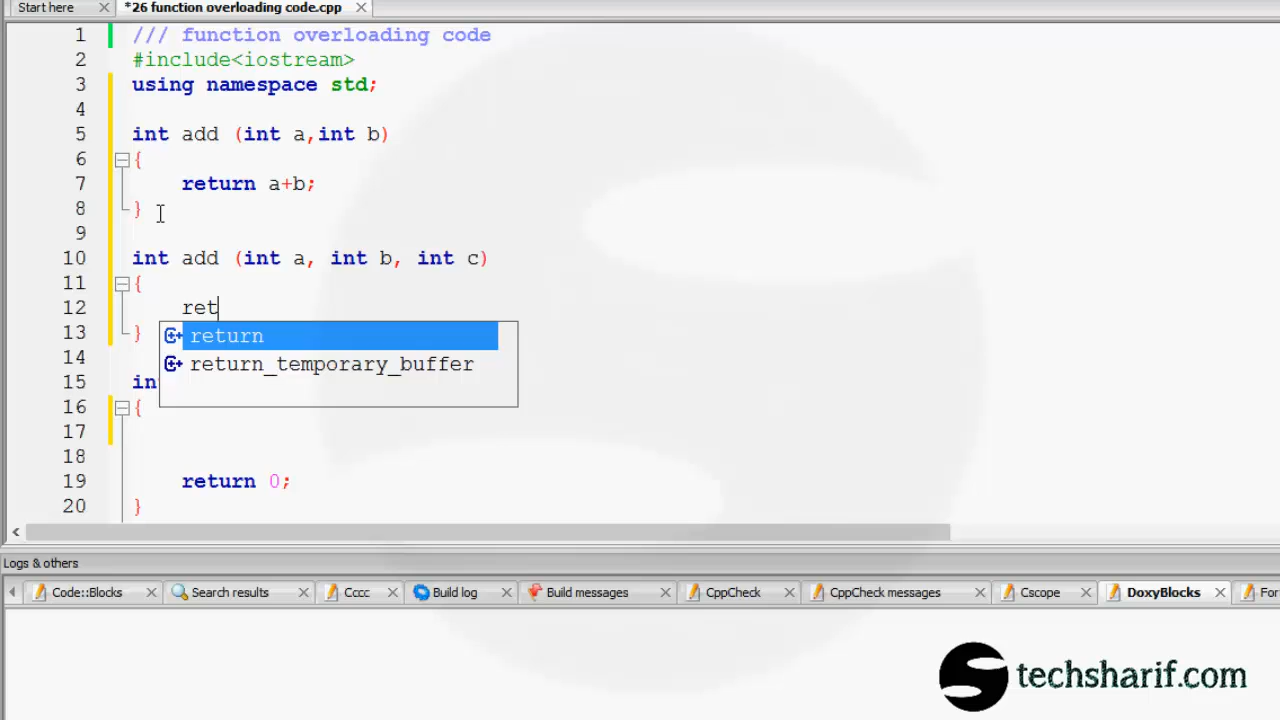 Start here
*26 function overloading code.cpp
1 /// function overloading code
2 #include<iostream>
3 using namespace std;
4
5 int add (int a,int b)
6 {
7 return a+b;
8 }
9
10 int add (int a, int b, int c)
11 {
12 ret
return
return_temporary_buffer
13 }
14
15 in
16 {
17
18
19 return 0;
20 }
Logs & others
Code::Blocks
Search results
Cccc
Build log
Build messages
CppCheck
CppCheck messages
Cscope
DoxyBlocks
For
techsharif.com